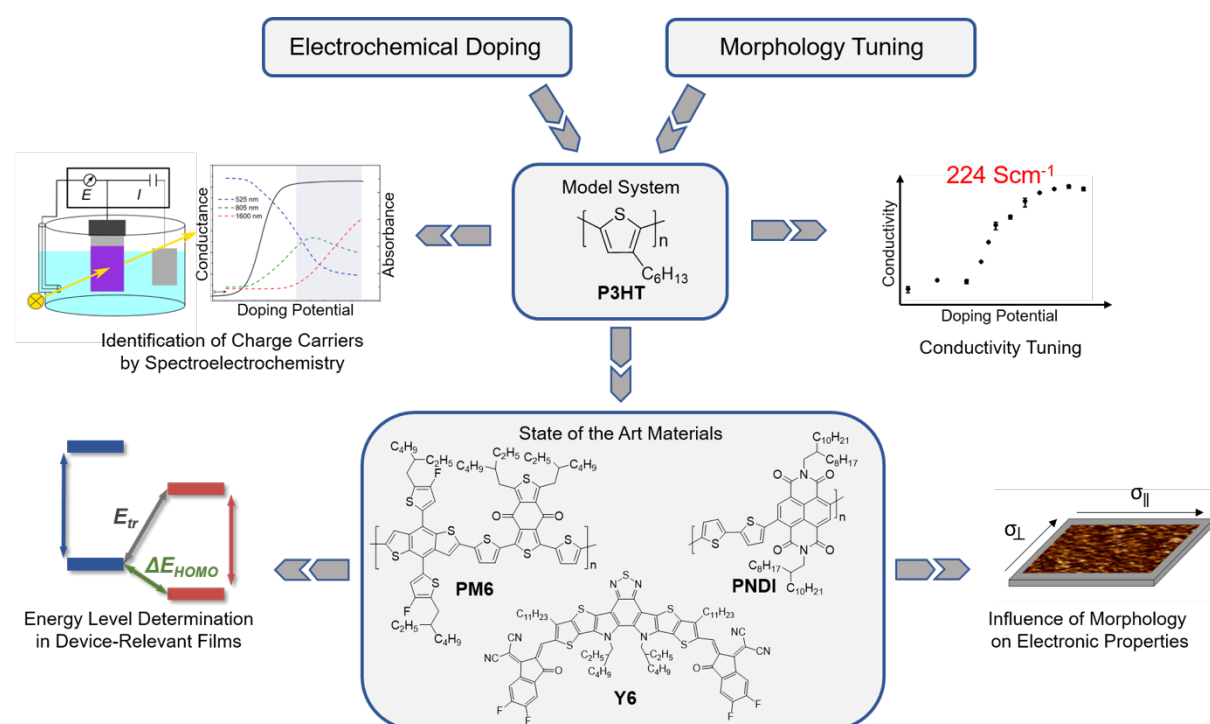 Electrochemical Doping
Morphology Tuning
E
I
Conductance
525 nm
805 nm
1600 nm
Absorbance
Doping Potential
Identification of Charge Carriers
by Spectroelectrochemistry
Model System
S
n
C6H13
P3HT
224 Scm-1
Conductivity
Doping Potential
Conductivity Tuning
Etr
ΔEHOMO
Energy Level Determination
in Device-Relevant Films
State of the Art Materials
C4H9
C2H5
F
S
C4H9
C2H5
C2H5
C4H9
S
O
O
S
S
S
S
S
n
S
F
C2H5
C4H9
PM6
C10H21
C8H17
O
N
O
n
S
S
O
N
O
C8H17
C10H21
PNDI
S
N
N
C11H23
S
S
S
S
C11H23
N
N
C2H5
C4H9
C2H5
C4H9
NC
CN
O
F
F
CN
CN
O
F
F
Y6
σ∥
σ⊥
Influence of Morphology
on Electronic Properties